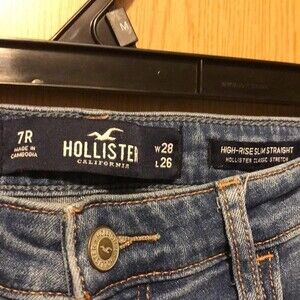 M
7R
MADE IN
CAMBODIA
HOLLISTER
CALIFORNIA
W28
L26
HIGH-RISE SLIM STRAIGHT
HOLLISTER CLASSIC STRETCH